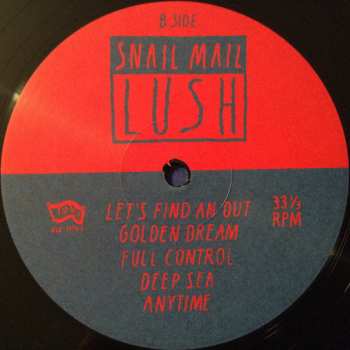 B SIDE
SNAIL MAIL
LUSH
LET'S FIND AN OUT
GOLDEN DREAM
FULL CONTROL
DEEP SEA
ANYTIME
33⅓
RPM